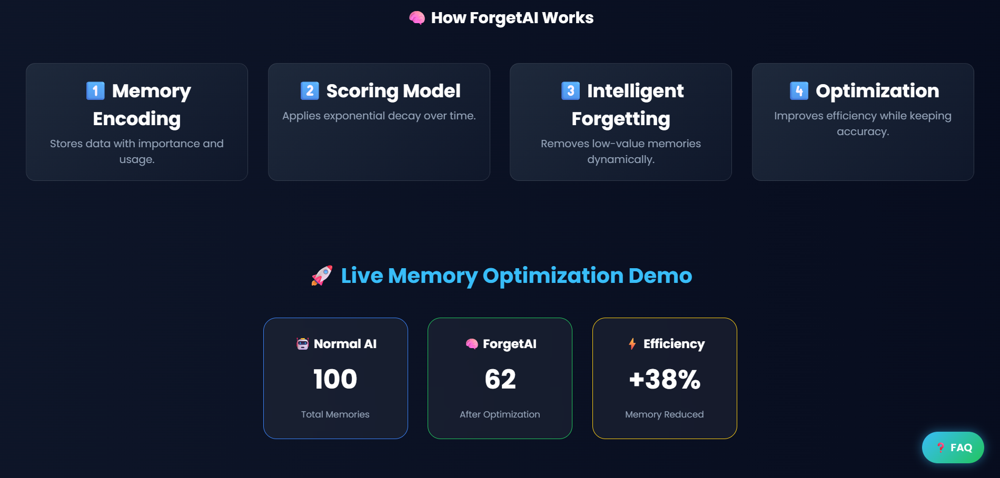 🧠 How ForgetAI Works
1️⃣ Memory
Encoding
Stores data with importance and
usage.
2️⃣ Scoring Model
Applies exponential decay over time.
3️⃣ Intelligent
Forgetting
Removes low-value memories
dynamically.
4️⃣ Optimization
Improves efficiency while keeping
accuracy.
🚀 Live Memory Optimization Demo
🤖 Normal AI
100
Total Memories
🧠 ForgetAI
62
After Optimization
⚡ Efficiency
+38%
Memory Reduced
❓ FAQ